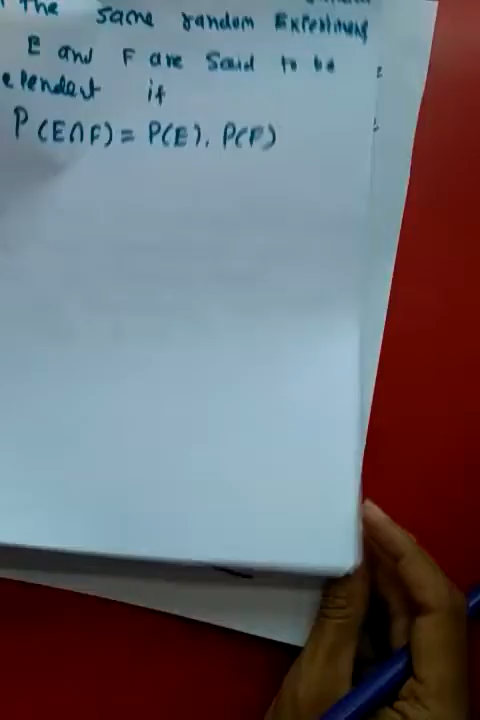 the same random Experiment
E and F are said to be
ependent if
P(E∩F) = P(E). P(F)